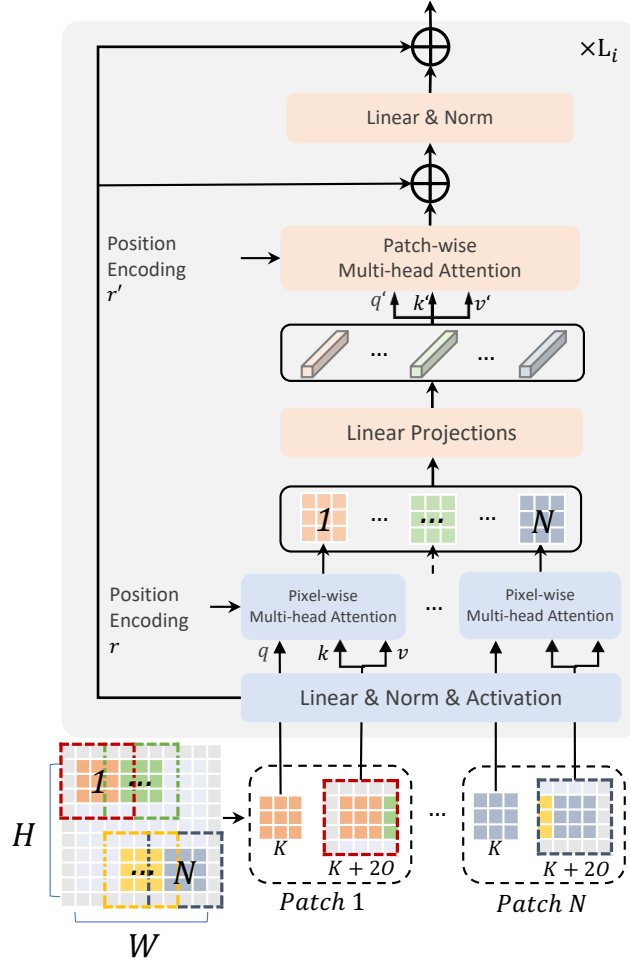 ×L_i
Linear & Norm
Position
Encoding
r′
Patch-wise
Multi-head Attention
q‘ k‘ v‘
... ...
Linear Projections
1 ... ... ... N
Position
Encoding
r
Pixel-wise
Multi-head Attention
...
Pixel-wise
Multi-head Attention
q k v
Linear & Norm & Activation
1 ...
... N
H
W
K
K + 2O
Patch 1
...
K
K + 2O
Patch N